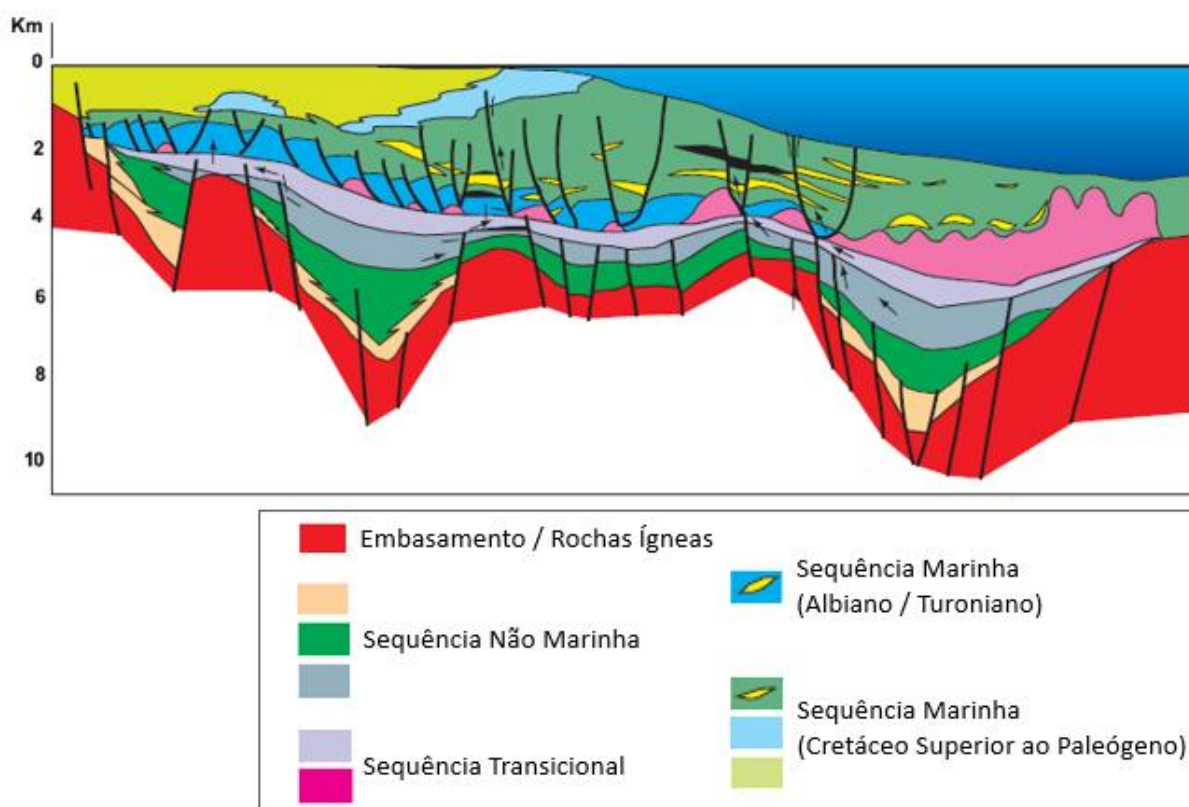 Km
0
2
4
6
8
10
Embasamento / Rochas Ígneas
Sequência Não Marinha
Sequência Transicional
Sequência Marinha
(Albiano / Turoniano)
Sequência Marinha
(Cretáceo Superior ao Paleógeno)